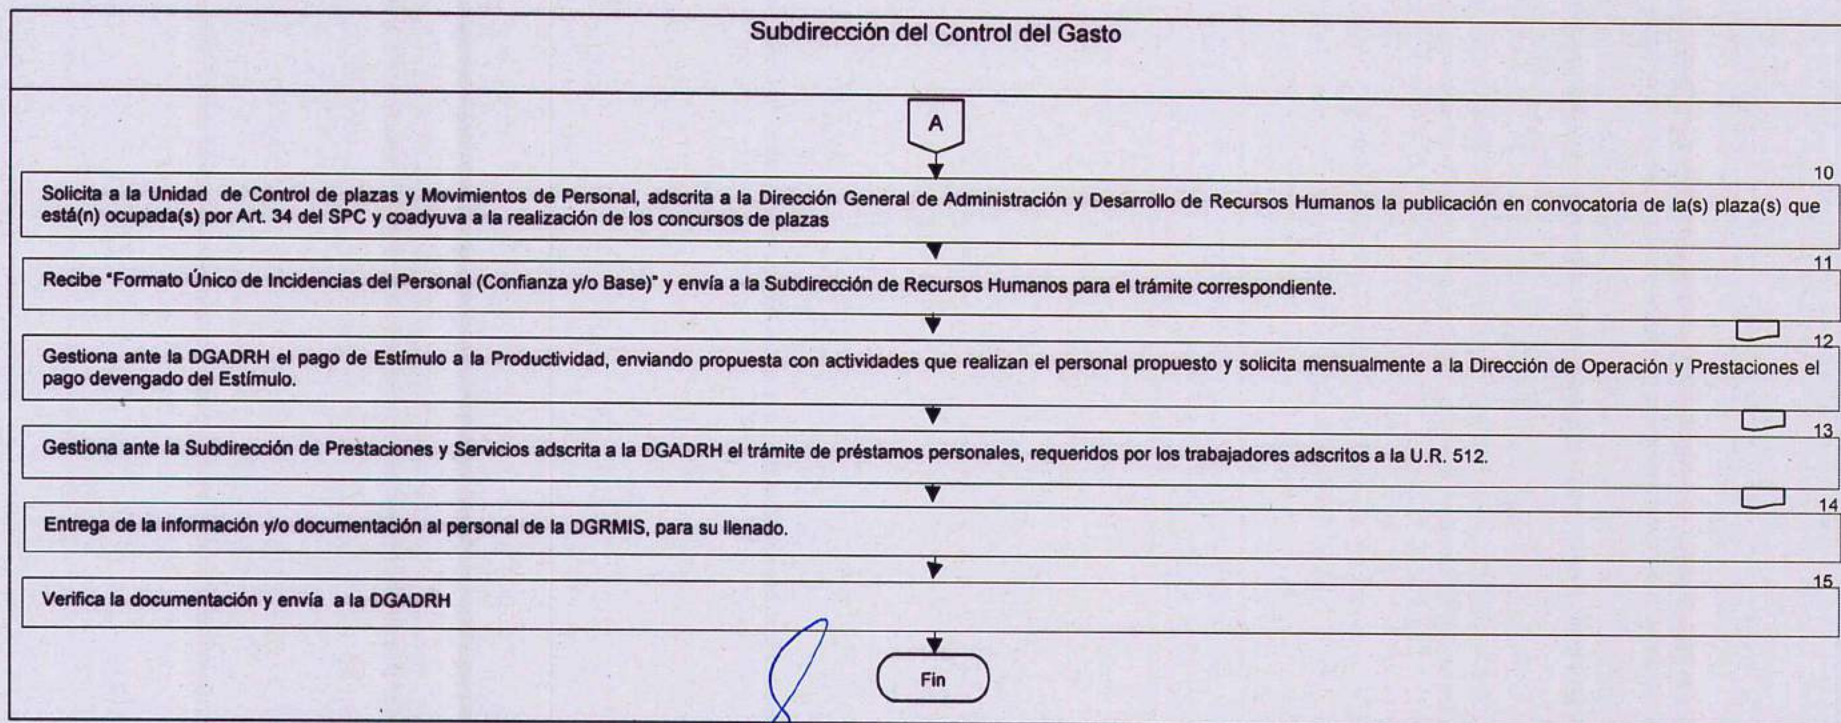 Subdirección del Control del Gasto
A
10
Solicita a la Unidad de Control de plazas y Movimientos de Personal, adscrita a la Dirección General de Administración y Desarrollo de Recursos Humanos la publicación en convocatoria de la(s) plaza(s) que
está(n) ocupada(s) por Art. 34 del SPC y coadyuva a la realización de los concursos de plazas
11
Recibe "Formato Único de Incidencias del Personal (Confianza y/o Base)" y envía a la Subdirección de Recursos Humanos para el trámite correspondiente.
12
Gestiona ante la DGADRH el pago de Estímulo a la Productividad, enviando propuesta con actividades que realizan el personal propuesto y solicita mensualmente a la Dirección de Operación y Prestaciones el
pago devengado del Estímulo.
13
Gestiona ante la Subdirección de Prestaciones y Servicios adscrita a la DGADRH el trámite de préstamos personales, requeridos por los trabajadores adscritos a la U.R. 512.
14
Entrega de la información y/o documentación al personal de la DGRMIS, para su llenado.
15
Verifica la documentación y envía a la DGADRH
Fin